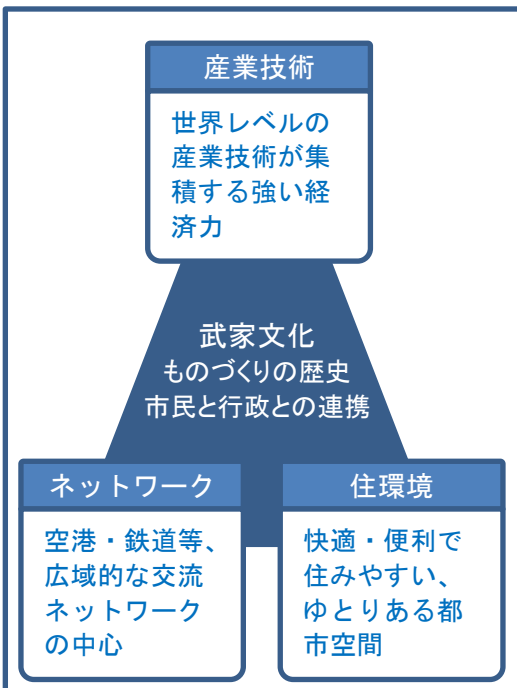 産業技術
世界レベルの
産業技術が集
積する強い経
済力
武家文化
ものづくりの歴史
市民と行政との連携
ネットワーク
空港・鉄道等、
広域的な交流
ネットワーク
の中心
住環境
快適・便利で
住みやすい、
ゆとりある都
市空間